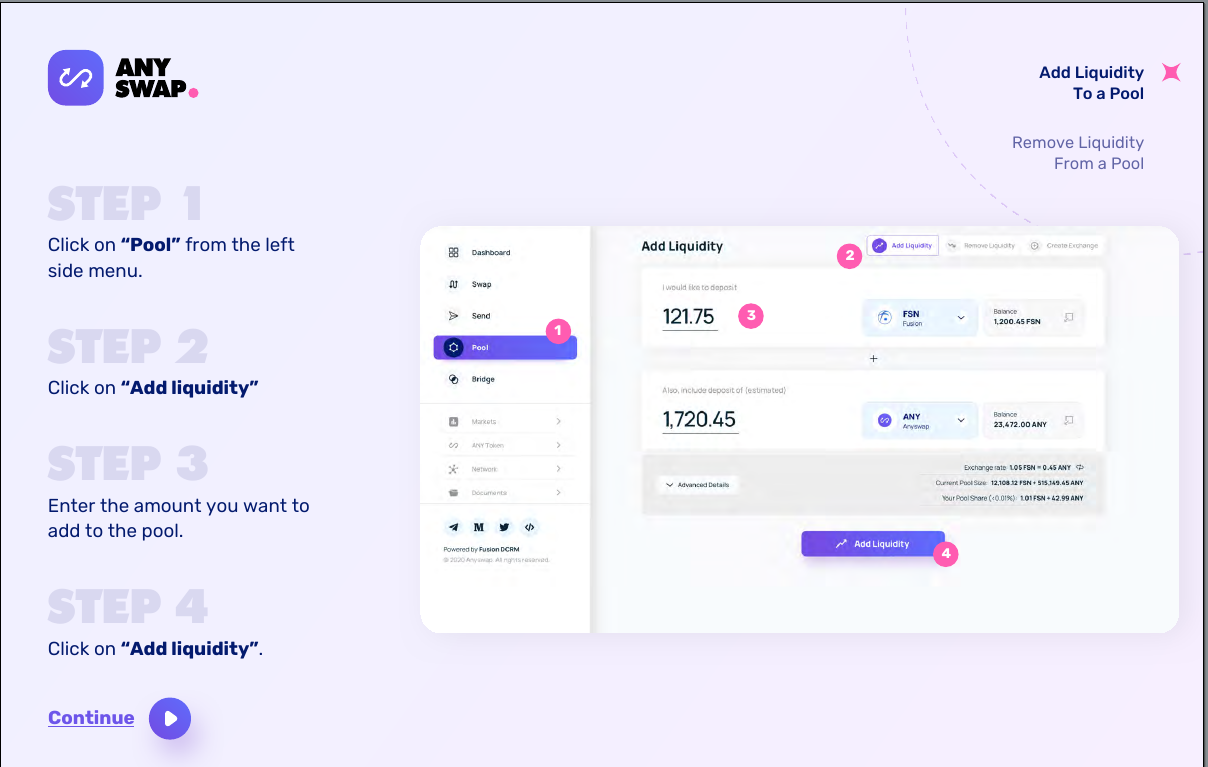 ANY
SWAP.
Add Liquidity
To a Pool
Remove Liquidity
From a Pool
STEP 1
Click on “Pool” from the left
side menu.
STEP 2
Click on “Add liquidity”
STEP 3
Enter the amount you want to
add to the pool.
STEP 4
Click on “Add liquidity”.
Continue
Dashboard
Swap
Send
1
Pool
Bridge
Markets
ANY Token
Network
Documents
M
Powered by Fusion DCRM
© 2020 Anyswap. All rights reserved.
Add Liquidity
2
Add Liquidity
Remove Liquidity
Create Exchange
I would like to deposit
121.75
3
FSN
Fusion
Balance
1,200.45 FSN
+
Also, include deposit of (estimated)
1,720.45
ANY
Anyswap
Balance
23,472.00 ANY
Advanced Details
Exchange rate: 1.05 FSN = 0.45 ANY
Current Pool Size: 12,108.12 FSN + 515,149.45 ANY
Your Pool Share (<0.01%): 1.01 FSN + 42.99 ANY
Add Liquidity
4